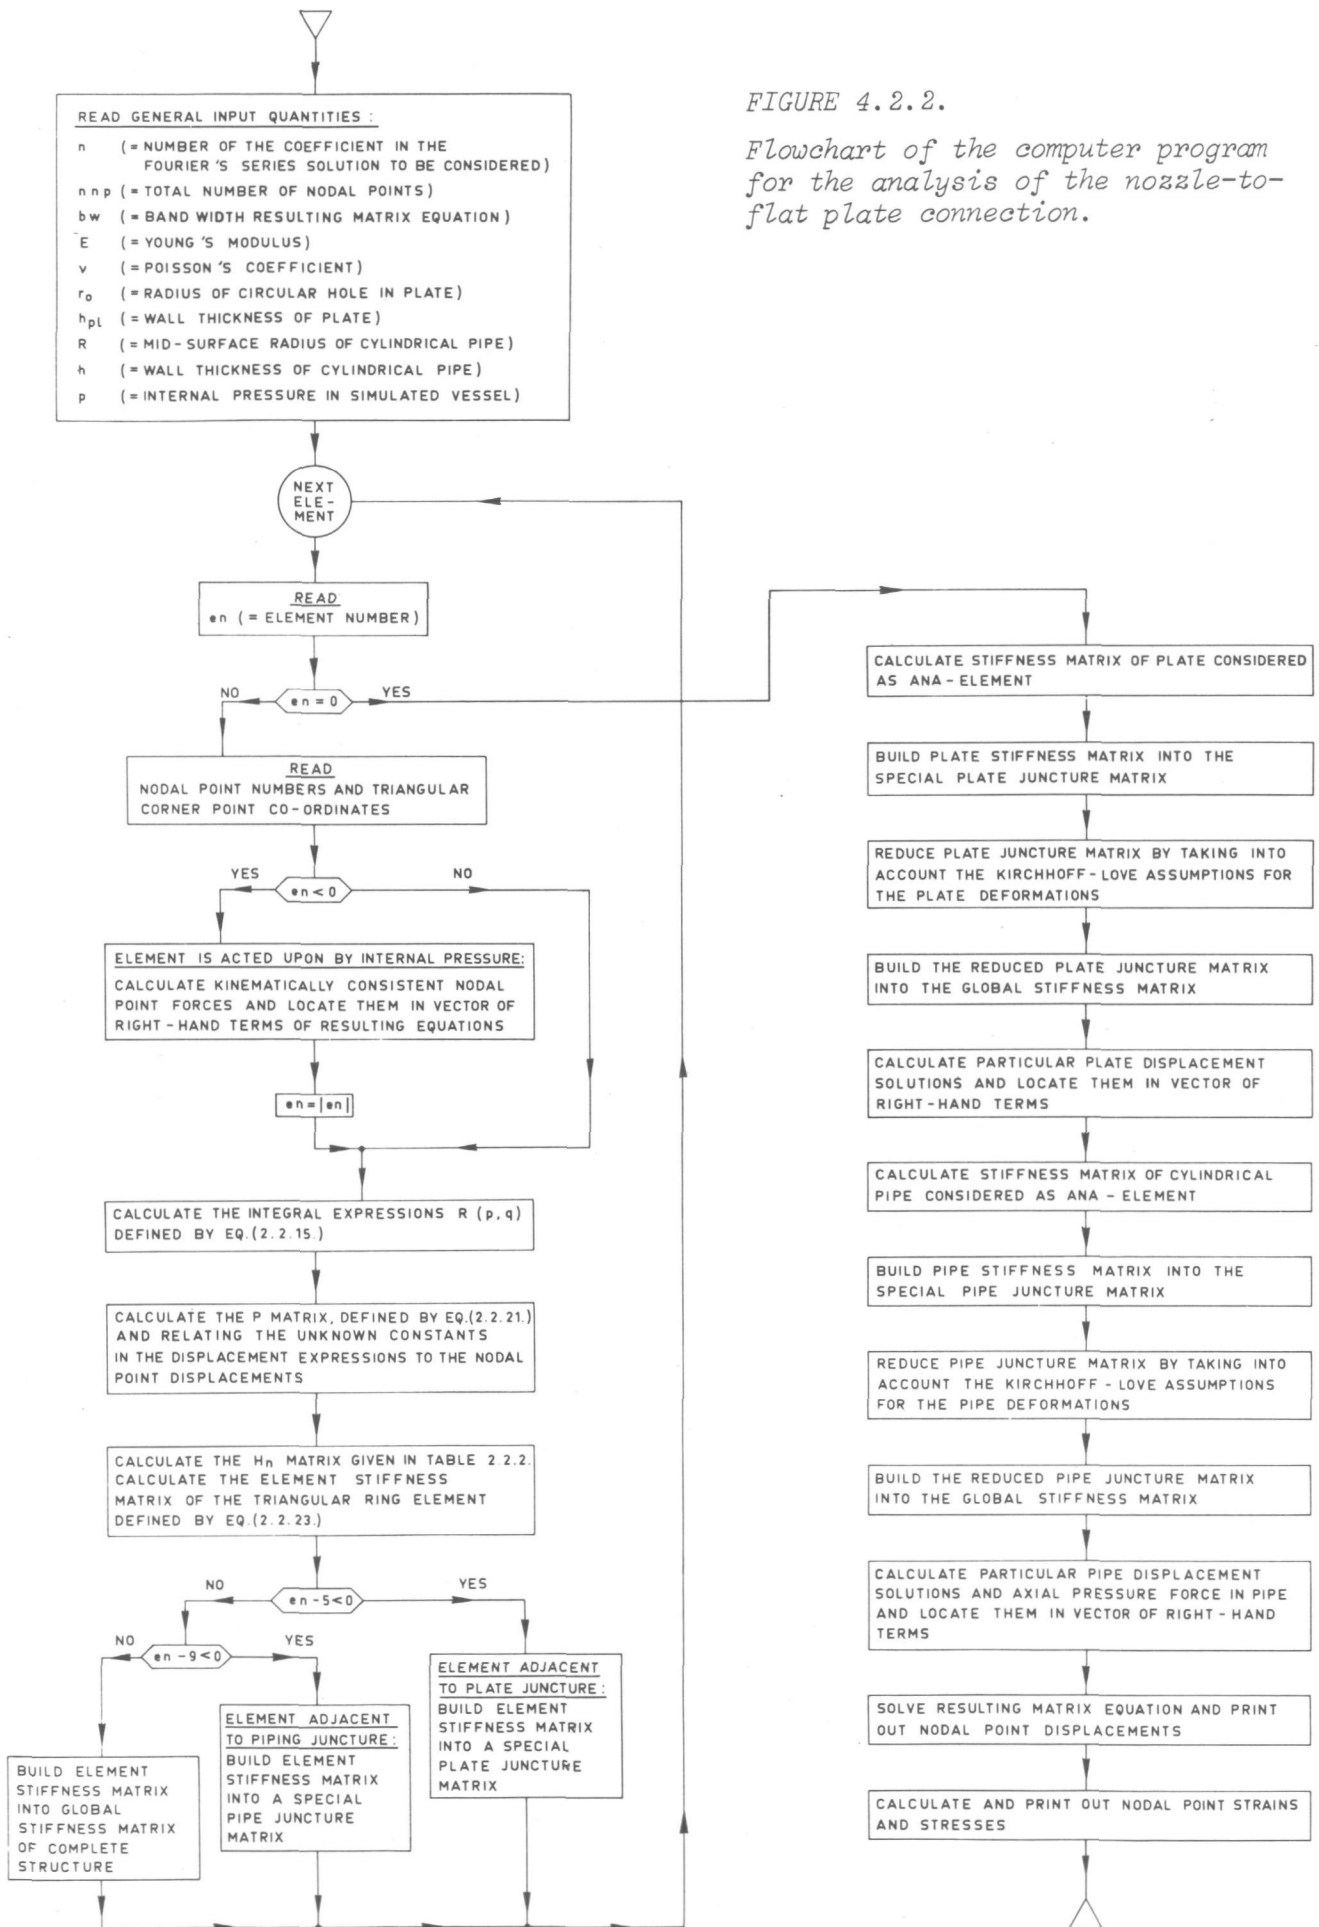 FIGURE 4.2.2.
Flowchart of the computer program
for the analysis of the nozzle-to-
flat plate connection.
READ GENERAL INPUT QUANTITIES :
n (= NUMBER OF THE COEFFICIENT IN THE
FOURIER'S SERIES SOLUTION TO BE CONSIDERED)
nnp (= TOTAL NUMBER OF NODAL POINTS)
bw (= BAND WIDTH RESULTING MATRIX EQUATION)
E (= YOUNG'S MODULUS)
v (= POISSON'S COEFFICIENT)
r₀ (= RADIUS OF CIRCULAR HOLE IN PLATE)
hpl (= WALL THICKNESS OF PLATE)
R (= MID-SURFACE RADIUS OF CYLINDRICAL PIPE)
h (= WALL THICKNESS OF CYLINDRICAL PIPE)
p (= INTERNAL PRESSURE IN SIMULATED VESSEL)
NEXT
ELE-
MENT
READ
en (= ELEMENT NUMBER)
NO en = 0 YES
READ
NODAL POINT NUMBERS AND TRIANGULAR
CORNER POINT CO-ORDINATES
YES en < 0 NO
ELEMENT IS ACTED UPON BY INTERNAL PRESSURE:
CALCULATE KINEMATICALLY CONSISTENT NODAL
POINT FORCES AND LOCATE THEM IN VECTOR OF
RIGHT-HAND TERMS OF RESULTING EQUATIONS
en = |en|
CALCULATE THE INTEGRAL EXPRESSIONS R (p,q)
DEFINED BY EQ.(2.2.15.)
CALCULATE THE P MATRIX, DEFINED BY EQ.(2.2.21.)
AND RELATING THE UNKNOWN CONSTANTS
IN THE DISPLACEMENT EXPRESSIONS TO THE NODAL
POINT DISPLACEMENTS
CALCULATE THE Hn MATRIX GIVEN IN TABLE 2.2.2.
CALCULATE THE ELEMENT STIFFNESS
MATRIX OF THE TRIANGULAR RING ELEMENT
DEFINED BY EQ.(2.2.23.)
NO en -5<0 YES
NO en -9<0 YES
BUILD ELEMENT
STIFFNESS MATRIX
INTO GLOBAL
STIFFNESS MATRIX
OF COMPLETE
STRUCTURE
ELEMENT ADJACENT
TO PIPING JUNCTURE :
BUILD ELEMENT
STIFFNESS MATRIX
INTO A SPECIAL
PIPE JUNCTURE
MATRIX
ELEMENT ADJACENT
TO PLATE JUNCTURE :
BUILD ELEMENT
STIFFNESS MATRIX
INTO A SPECIAL
PLATE JUNCTURE
MATRIX
CALCULATE STIFFNESS MATRIX OF PLATE CONSIDERED
AS ANA-ELEMENT
BUILD PLATE STIFFNESS MATRIX INTO THE
SPECIAL PLATE JUNCTURE MATRIX
REDUCE PLATE JUNCTURE MATRIX BY TAKING INTO
ACCOUNT THE KIRCHHOFF-LOVE ASSUMPTIONS FOR
THE PLATE DEFORMATIONS
BUILD THE REDUCED PLATE JUNCTURE MATRIX
INTO THE GLOBAL STIFFNESS MATRIX
CALCULATE PARTICULAR PLATE DISPLACEMENT
SOLUTIONS AND LOCATE THEM IN VECTOR OF
RIGHT-HAND TERMS
CALCULATE STIFFNESS MATRIX OF CYLINDRICAL
PIPE CONSIDERED AS ANA - ELEMENT
BUILD PIPE STIFFNESS MATRIX INTO THE
SPECIAL PIPE JUNCTURE MATRIX
REDUCE PIPE JUNCTURE MATRIX BY TAKING INTO
ACCOUNT THE KIRCHHOFF - LOVE ASSUMPTIONS
FOR THE PIPE DEFORMATIONS
BUILD THE REDUCED PIPE JUNCTURE MATRIX
INTO THE GLOBAL STIFFNESS MATRIX
CALCULATE PARTICULAR PIPE DISPLACEMENT
SOLUTIONS AND AXIAL PRESSURE FORCE IN PIPE
AND LOCATE THEM IN VECTOR OF RIGHT-HAND
TERMS
SOLVE RESULTING MATRIX EQUATION AND PRINT
OUT NODAL POINT DISPLACEMENTS
CALCULATE AND PRINT OUT NODAL POINT STRAINS
AND STRESSES